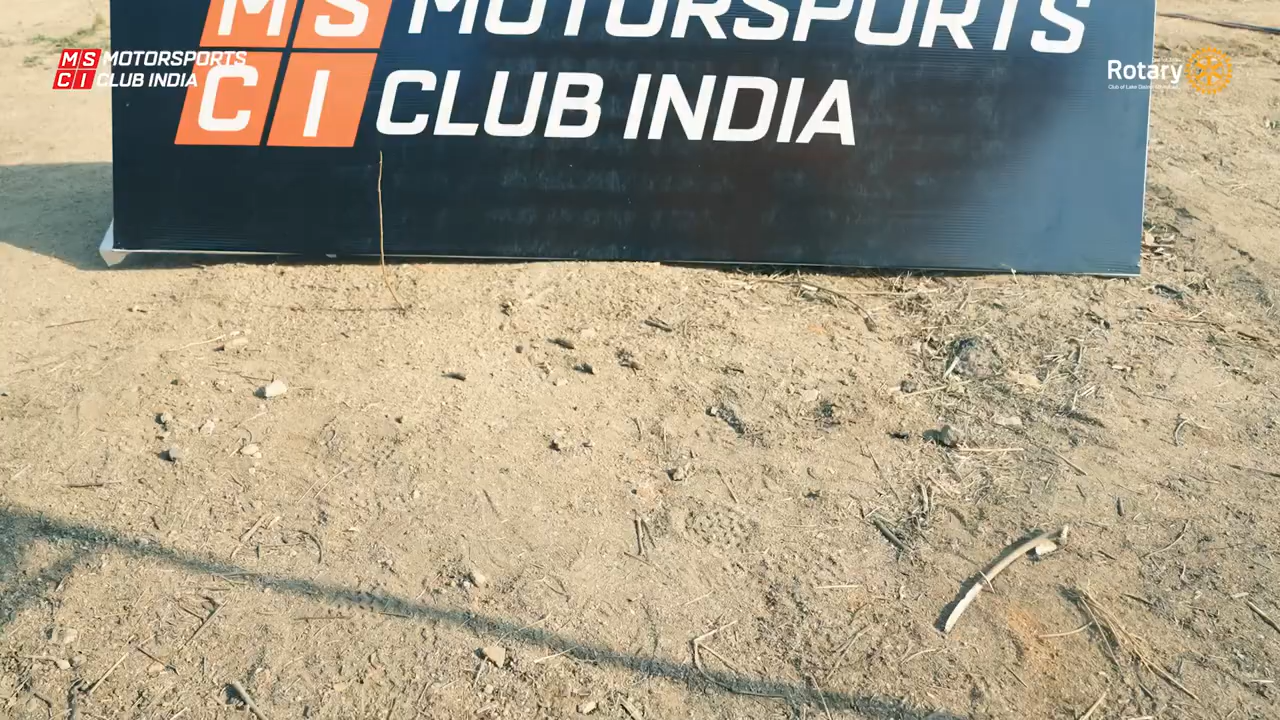 MS MOTORSPORTS
CI CLUB INDIA
MS MOTORSPORTS
CI CLUB INDIA
Rotary